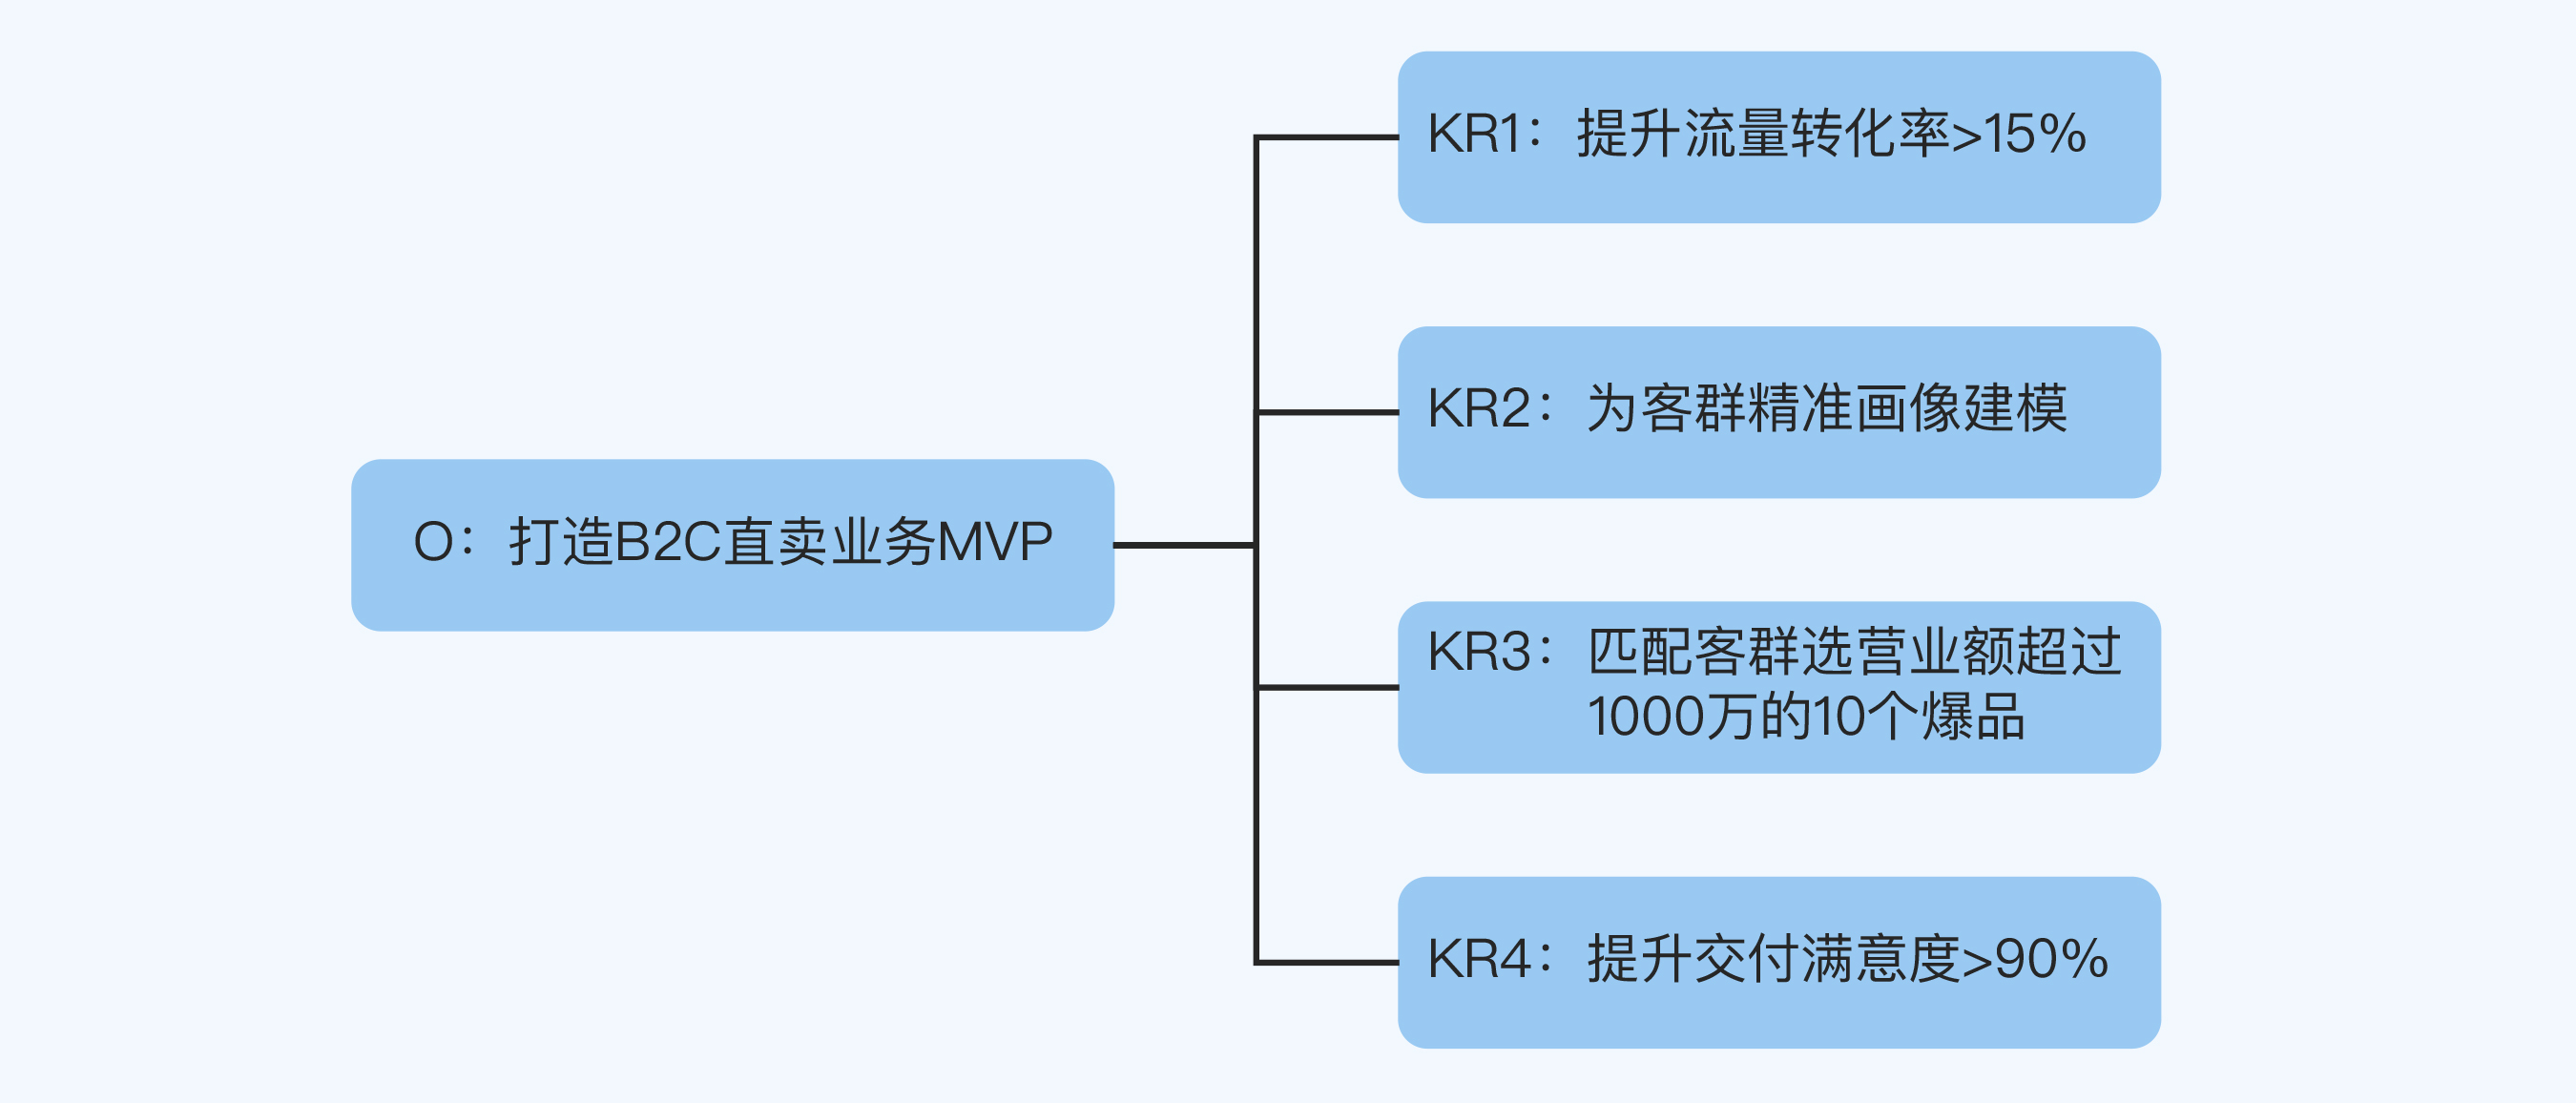 KR1：提升流量转化率>15%
KR2：为客群精准画像建模
O：打造B2C直卖业务MVP
KR3：匹配客群选营业额超过
1000万的10个爆品
KR4：提升交付满意度>90%